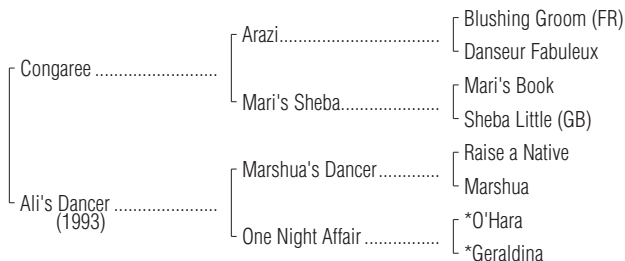 Blushing Groom (FR)
Arazi
Danseur Fabuleux
Congaree
Mari's Book
Mari's Sheba
Sheba Little (GB)
Raise a Native
Marshua's Dancer
Marshua
Ali's Dancer
(1993)
*O'Hara
One Night Affair
*Geraldina